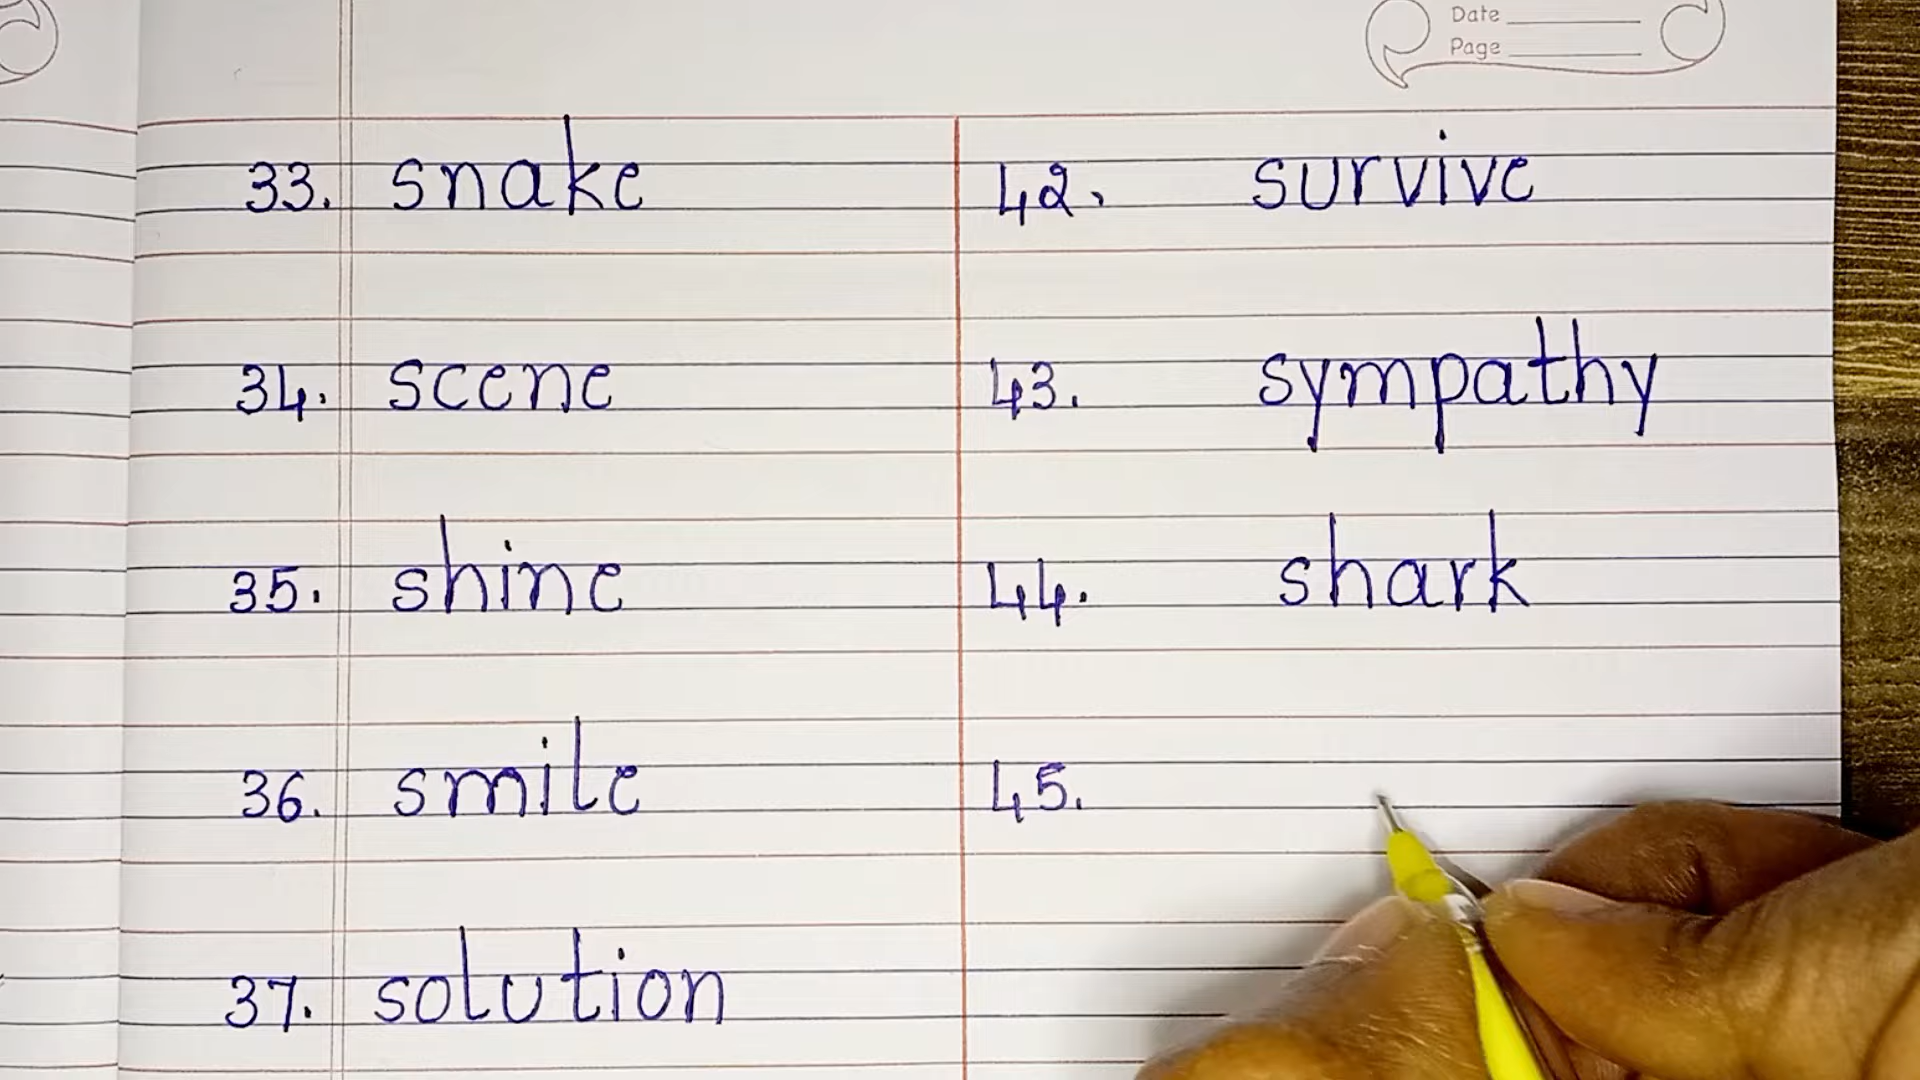 Date
Page
33. snake
34. scene
35. shine
36. smile
37. solution
42. survive
43. sympathy
44. shark
45.